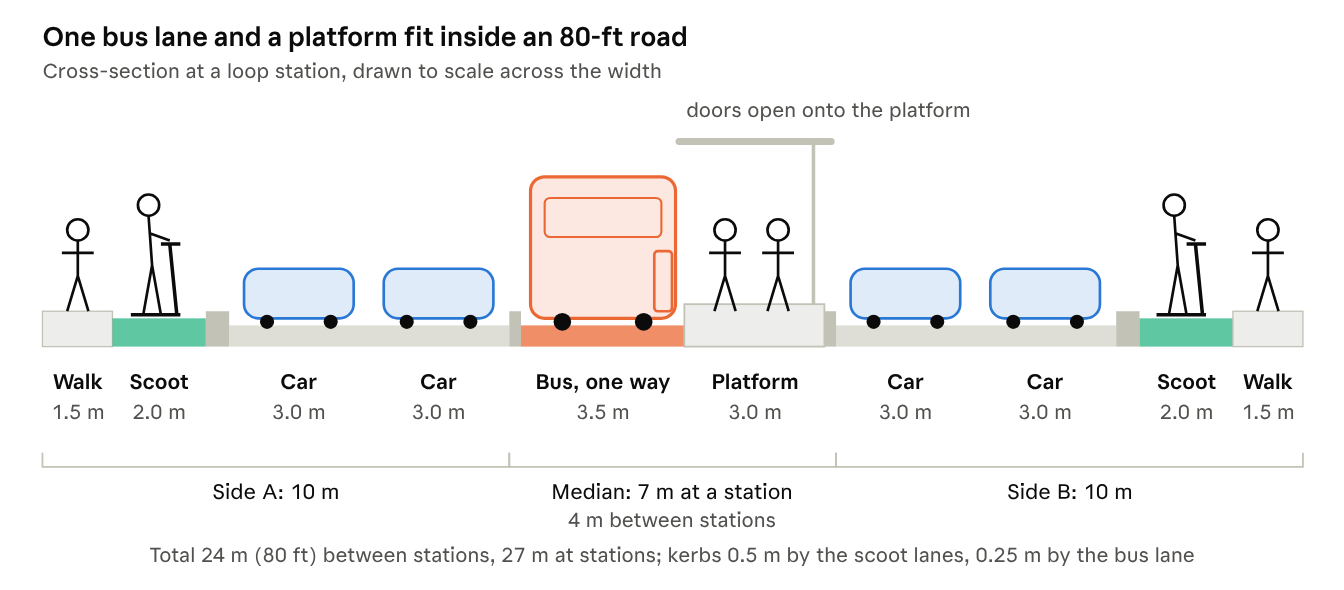 One bus lane and a platform fit inside an 80-ft road
Cross-section at a loop station, drawn to scale across the width
doors open onto the platform
Walk Scoot Car Car Bus, one way Platform Car Car Scoot Walk
1.5 m 2.0 m 3.0 m 3.0 m 3.5 m 3.0 m 3.0 m 3.0 m 2.0 m 1.5 m
Side A: 10 m Median: 7 m at a station Side B: 10 m
4 m between stations
Total 24 m (80 ft) between stations, 27 m at stations; kerbs 0.5 m by the scoot lanes, 0.25 m by the bus lane